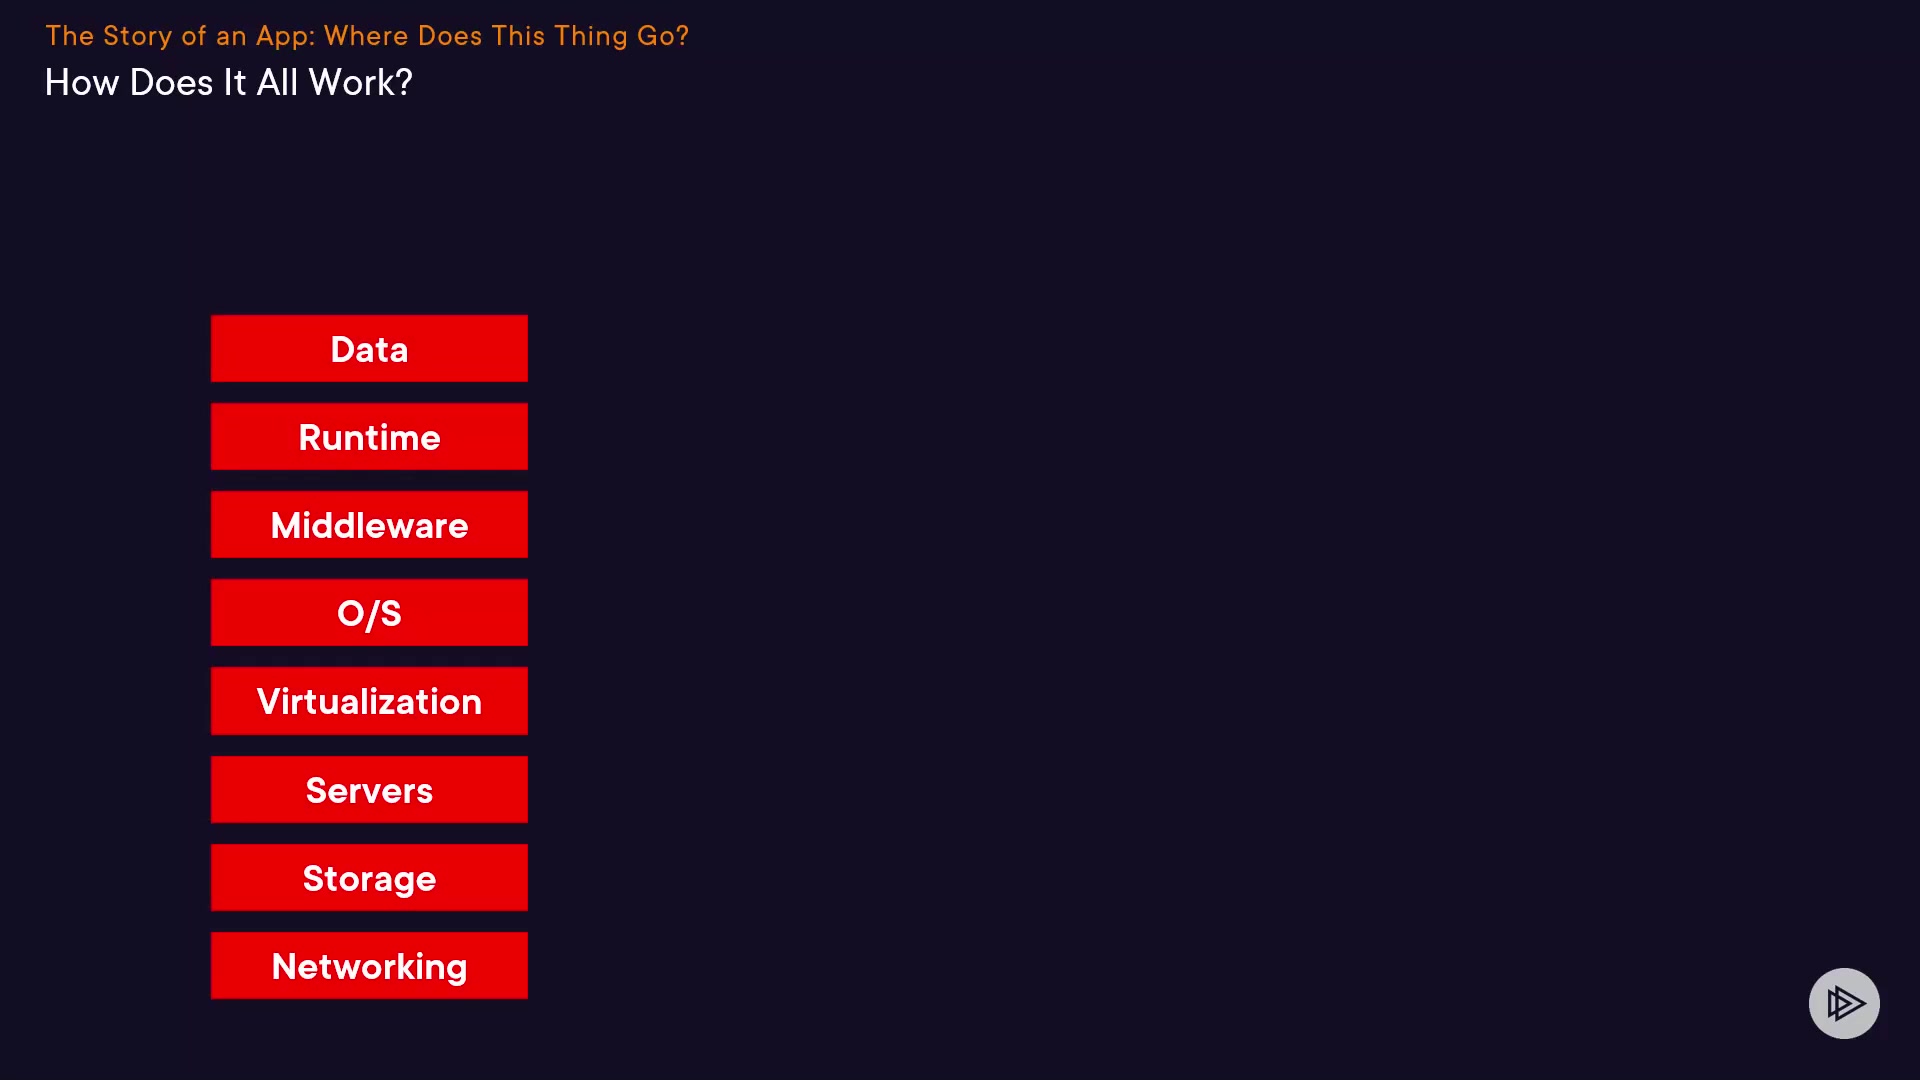 The Story of an App: Where Does This Thing Go?
How Does It All Work?
Data
Runtime
Middleware
O/S
Virtualization
Servers
Storage
Networking